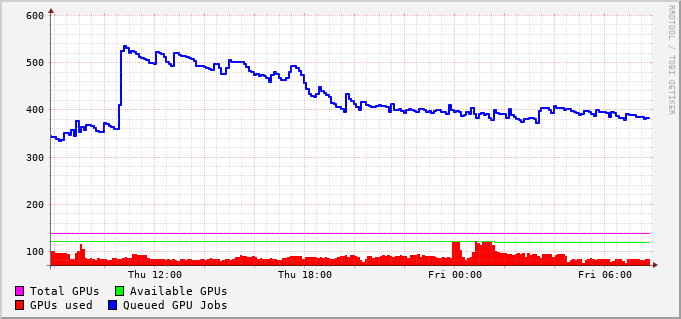 600
500
400
300
200
100
Thu 12:00 Thu 18:00 Fri 00:00 Fri 06:00
Total GPUs Available GPUs
GPUs used Queued GPU Jobs
RRDTOOL / TOBI OETIKER